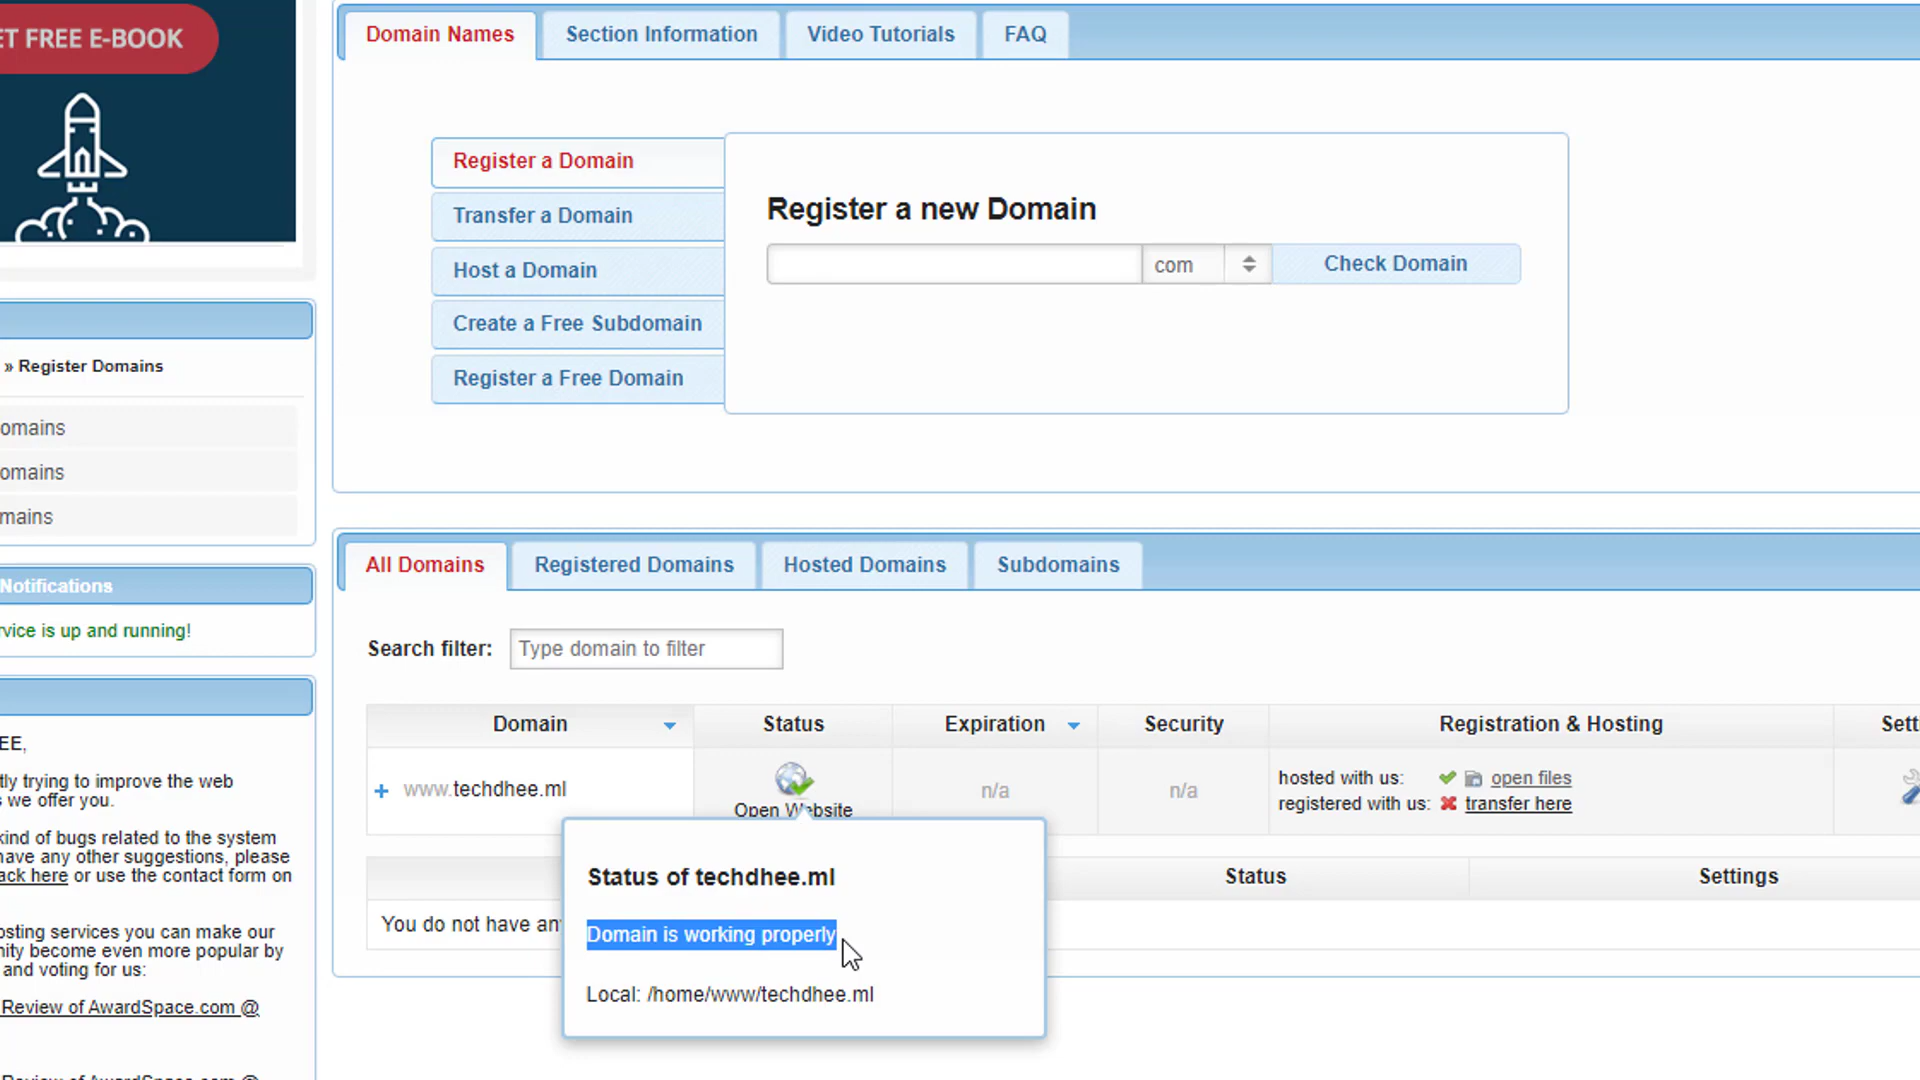 ET FREE E-BOOK
Domain Names
Section Information
Video Tutorials
FAQ
Register a Domain
Transfer a Domain
Host a Domain
Create a Free Subdomain
Register a Free Domain
Register a new Domain
com
Check Domain
» Register Domains
omains
omains
mains
Notifications
rvice is up and running!
EE,
tly trying to improve the web
s we offer you.
kind of bugs related to the system
have any other suggestions, please
ack here or use the contact form on
osting services you can make our
nity become even more popular by
and voting for us:
Review of AwardSpace.com @
Review of AwardSpace.com @
All Domains
Registered Domains
Hosted Domains
Subdomains
Search filter:
Type domain to filter
Domain
Status
Expiration
Security
Registration & Hosting
Setti
www.techdhee.ml
Open Website
n/a
n/a
hosted with us: open files
registered with us: transfer here
Status
Settings
You do not have any
Status of techdhee.ml
Domain is working properly
Local: /home/www/techdhee.ml